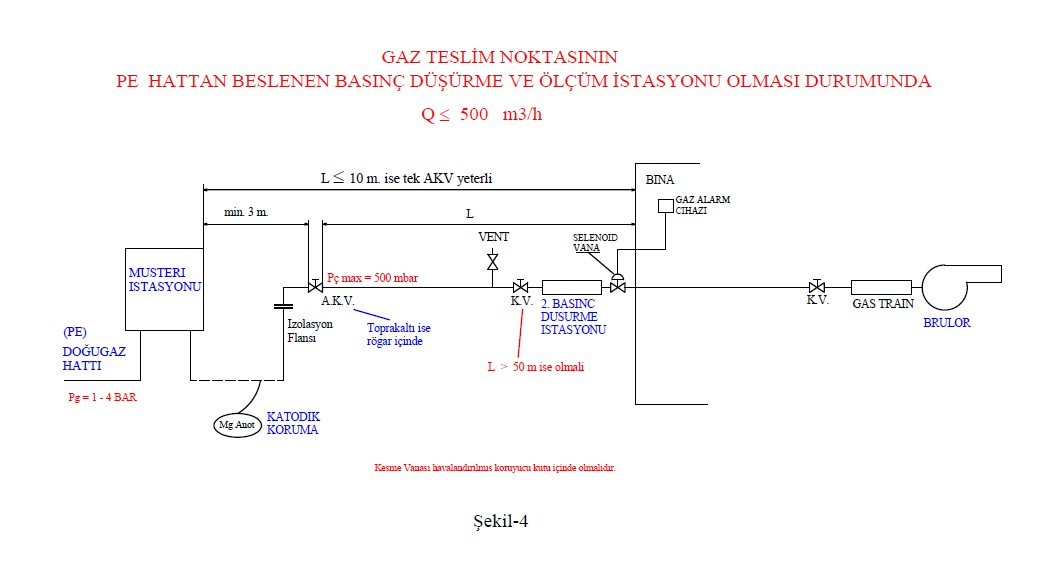 GAZ TESLİM NOKTASININ
PE HATTAN BESLENEN BASINÇ DÜŞÜRME VE ÖLÇÜM İSTASYONU OLMASI DURUMUNDA
Q ≤ 500 m3/h
L ≤ 10 m. ise tek AKV yeterli
BINA
GAZ ALARM
CIHAZI
min. 3 m.
L
VENT
SELENOID
VANA
MUSTERI
ISTASYONU
Pç max = 500 mbar
A.K.V.
K.V.
2. BASINC
DUSURME
ISTASYONU
K.V.
GAS TRAIN
BRULOR
Izolasyon
Flansı
Toprakaltı ise
rögar içinde
(PE)
DOĞUGAZ
HATTI
L > 50 m ise olmali
Pg = 1 - 4 BAR
Mg Anot
KATODIK
KORUMA
Kesme Vanası havalandırılmıs koruyucu kutu içinde olmalıdır.
Şekil-4